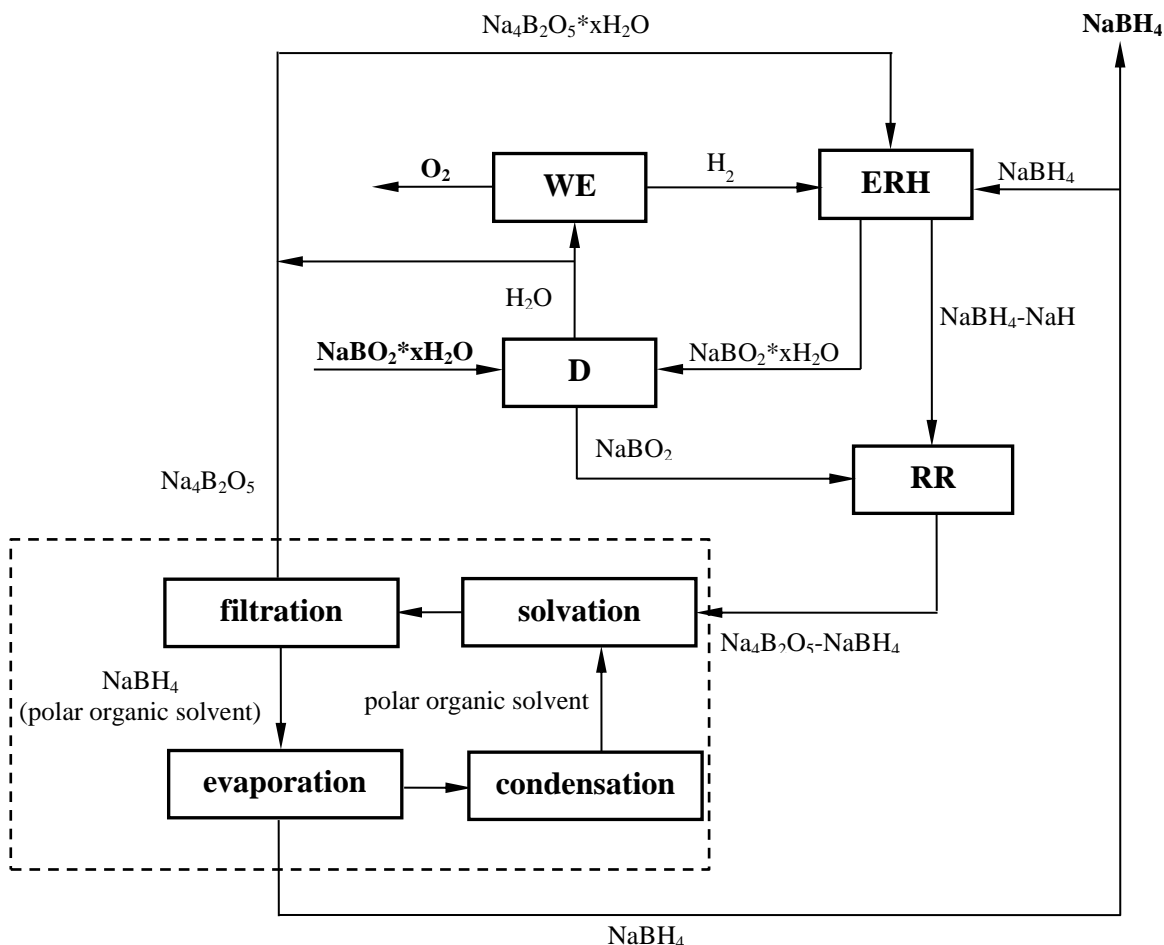 Na₄B₂O₅*xH₂O
NaBH₄
O₂
WE
H₂
ERH
NaBH₄
H₂O
NaBH₄-NaH
NaBO₂*xH₂O
D
NaBO₂*xH₂O
NaBO₂
RR
Na₄B₂O₅
filtration
solvation
Na₄B₂O₅-NaBH₄
NaBH₄
(polar organic solvent)
polar organic solvent
evaporation
condensation
NaBH₄